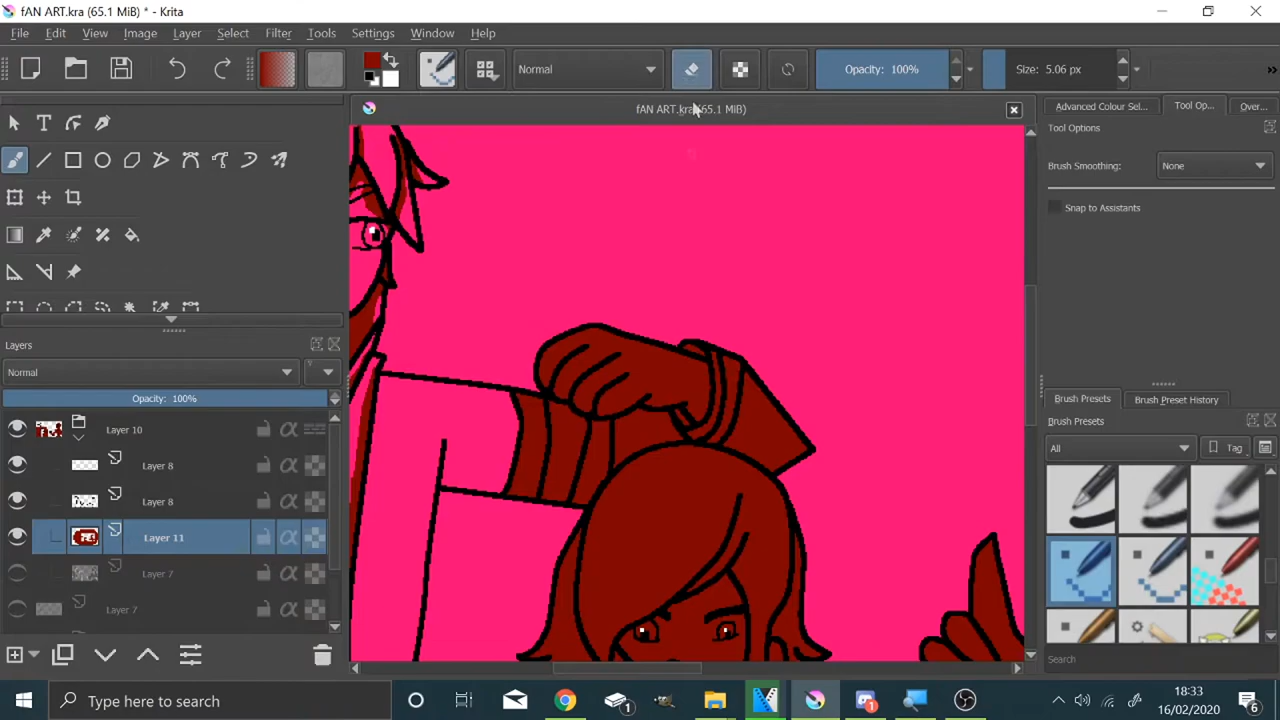 fAN ART.kra (65.1 MiB) * - Krita
File Edit View Image Layer Select Filter Tools Settings Window Help
Normal
Opacity: 100%
Size: 5.06 px
»
fAN ART.kra (65.1 MiB)
Advanced Colour Sel...
Tool Op...
Over...
Tool Options
Brush Smoothing:
None
Snap to Assistants
Layers
Normal
Opacity: 100%
Layer 10
Layer 8
Layer 8
Layer 11
Layer 7
Layer 7
Brush Presets
Brush Preset History
Brush Presets
All
Tag
Search
Type here to search
1
1
18:33
16/02/2020
6